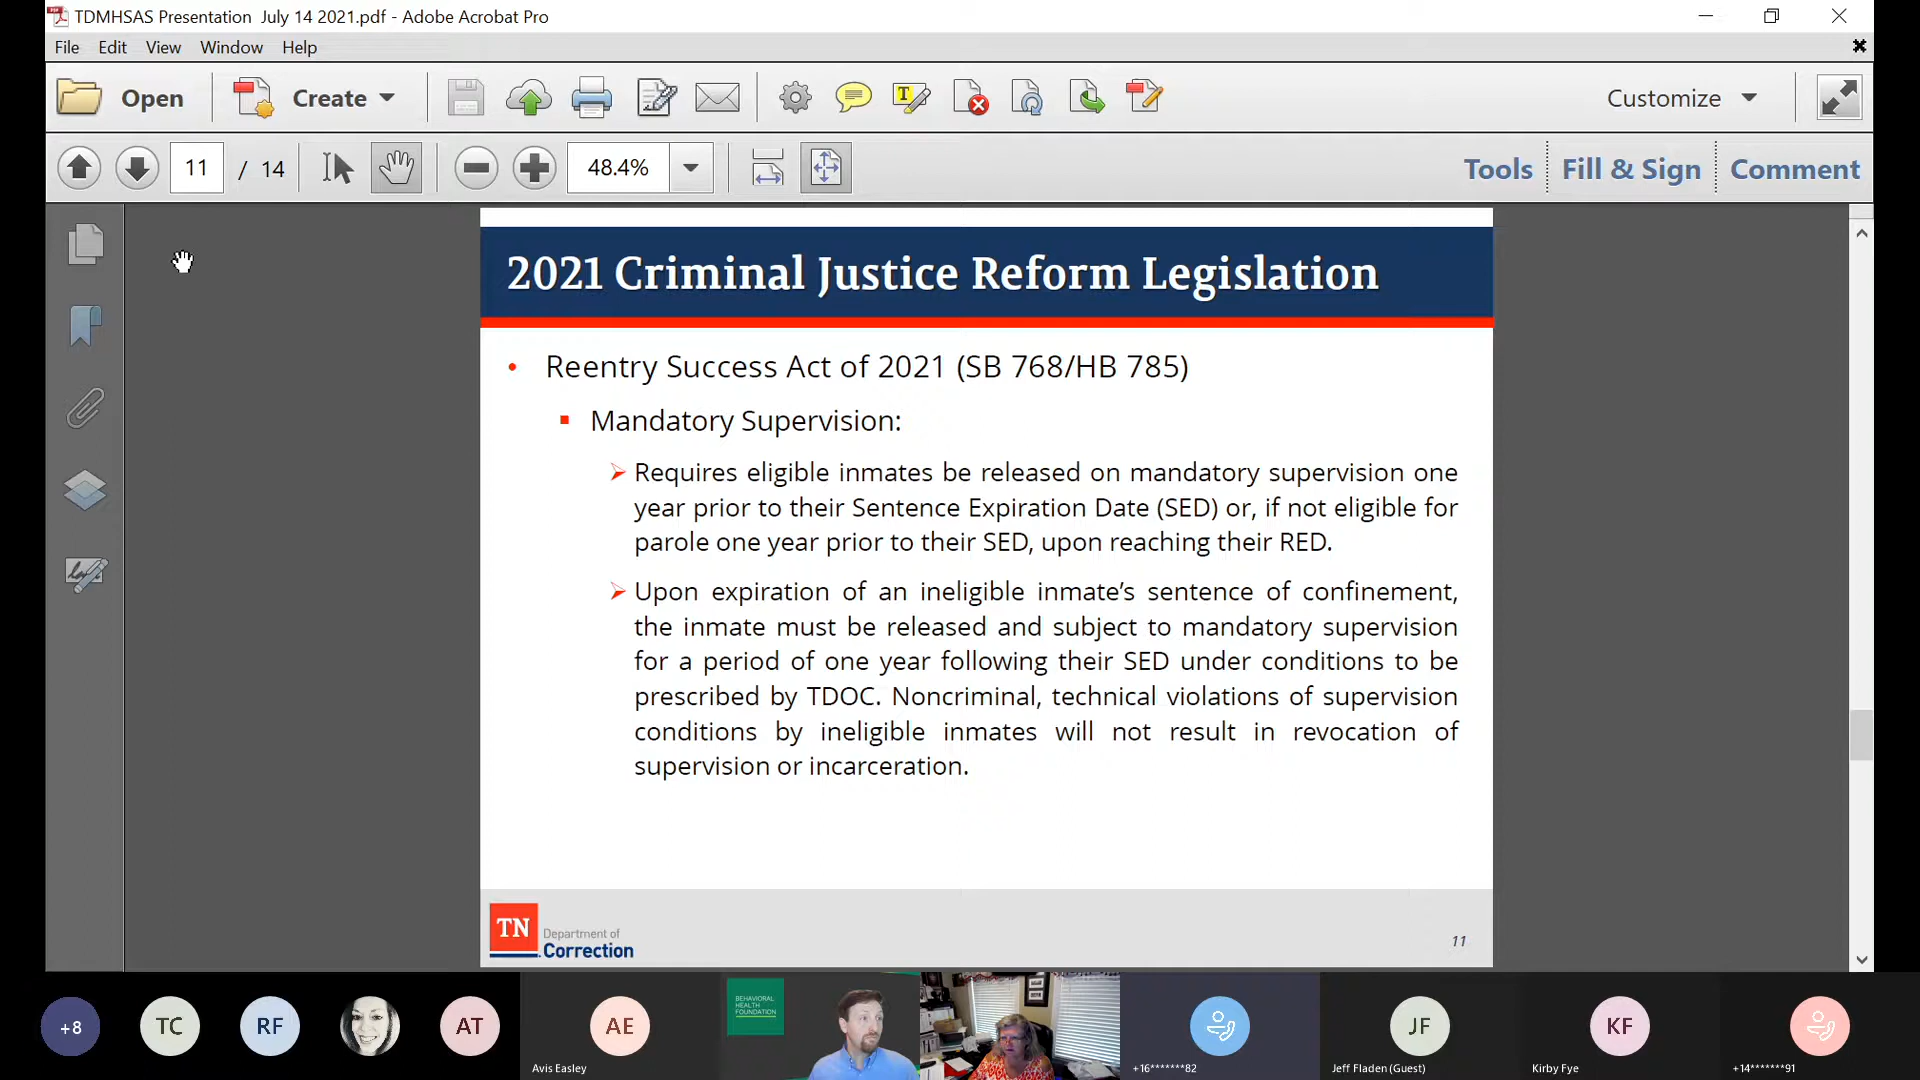 TDMHSAS Presentation July 14 2021.pdf - Adobe Acrobat Pro
File Edit View Window Help
Open Create Customize
11 / 14 48.4% Tools Fill & Sign Comment
2021 Criminal Justice Reform Legislation
• Reentry Success Act of 2021 (SB 768/HB 785)
▪ Mandatory Supervision:
➢ Requires eligible inmates be released on mandatory supervision one
year prior to their Sentence Expiration Date (SED) or, if not eligible for
parole one year prior to their SED, upon reaching their RED.
➢ Upon expiration of an ineligible inmate’s sentence of confinement,
the inmate must be released and subject to mandatory supervision
for a period of one year following their SED under conditions to be
prescribed by TDOC. Noncriminal, technical violations of supervision
conditions by ineligible inmates will not result in revocation of
supervision or incarceration.
TN
Department of
Correction
11
+8 TC RF AT AE JF KF
BEHAVIORAL
HEALTH
FOUNDATION
Avis Easley +16*******82 Jeff Fladen (Guest) Kirby Fye +14*******91